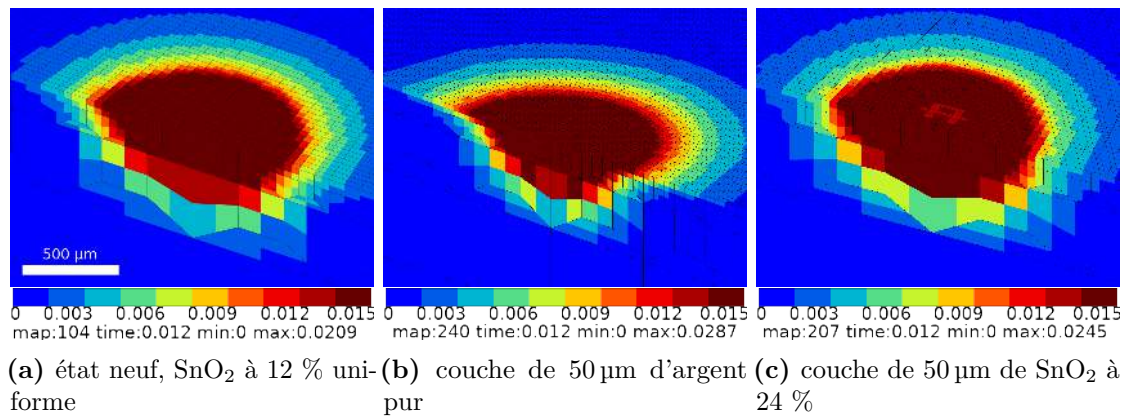 500 µm
0 0.003 0.006 0.009 0.012 0.015
map:104 time:0.012 min:0 max:0.0209
0 0.003 0.006 0.009 0.012 0.015
map:240 time:0.012 min:0 max:0.0287
0 0.003 0.006 0.009 0.012 0.015
map:207 time:0.012 min:0 max:0.0245
(a) état neuf, SnO₂ à 12 % uni-
forme
(b) couche de 50 µm d'argent
pur
(c) couche de 50 µm de SnO₂ à
24 %